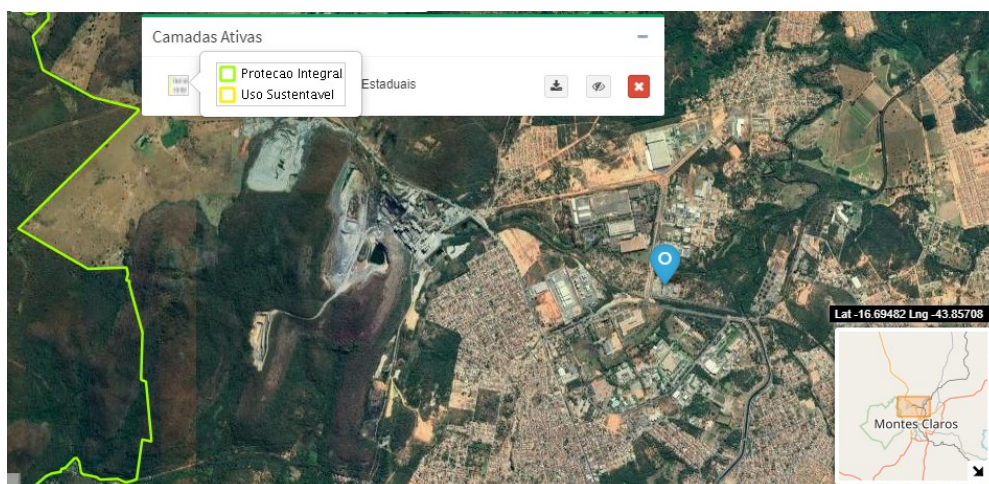 Camadas Ativas
Protecao Integral
Uso Sustentavel
Estaduais
Lat -16.69482 Lng -43.85708
Montes Claros